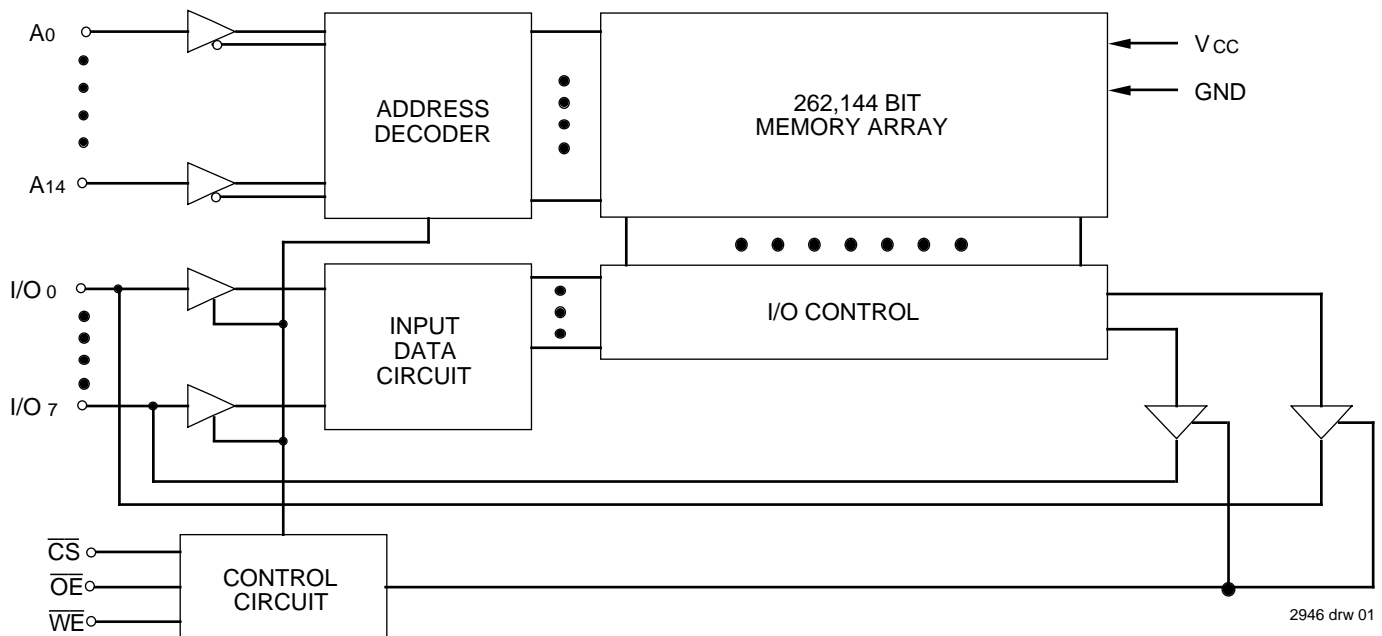 A0
VCC
GND
ADDRESS
DECODER
262,144 BIT
MEMORY ARRAY
A14
I/O 0
INPUT
DATA
CIRCUIT
I/O CONTROL
I/O 7
CS
OE
WE
CONTROL
CIRCUIT
2946 drw 01